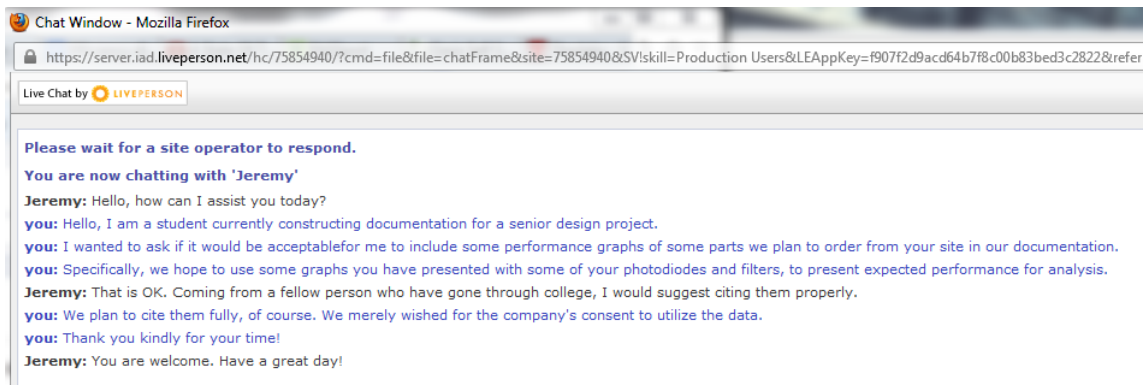 Chat Window - Mozilla Firefox
https://server.iad.liveperson.net/hc/75854940/?cmd=file&file=chatFrame&site=75854940&SV!skill=Production Users&LEAppKey=f907f2d9acd64b7f8c00b83bed3c2822&refer
Live Chat by LIVEPERSON
Please wait for a site operator to respond.
You are now chatting with 'Jeremy'
Jeremy: Hello, how can I assist you today?
you: Hello, I am a student currently constructing documentation for a senior design project.
you: I wanted to ask if it would be acceptablefor me to include some performance graphs of some parts we plan to order from your site in our documentation.
you: Specifically, we hope to use some graphs you have presented with some of your photodiodes and filters, to present expected performance for analysis.
Jeremy: That is OK. Coming from a fellow person who have gone through college, I would suggest citing them properly.
you: We plan to cite them fully, of course. We merely wished for the company's consent to utilize the data.
you: Thank you kindly for your time!
Jeremy: You are welcome. Have a great day!